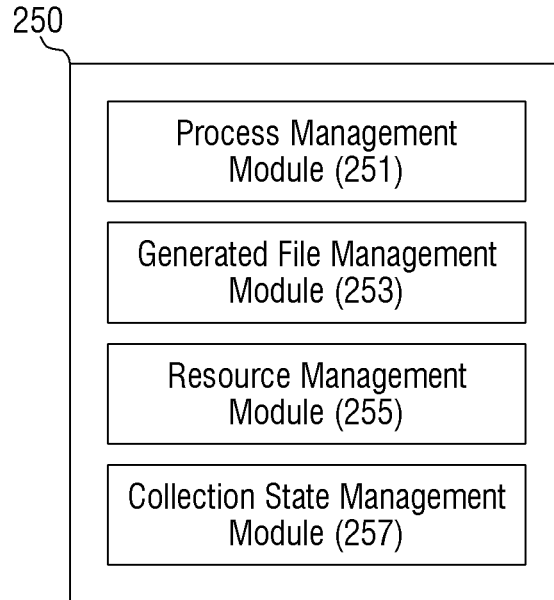 250
Process Management
Module (251)
Generated File Management
Module (253)
Resource Management
Module (255)
Collection State Management
Module (257)